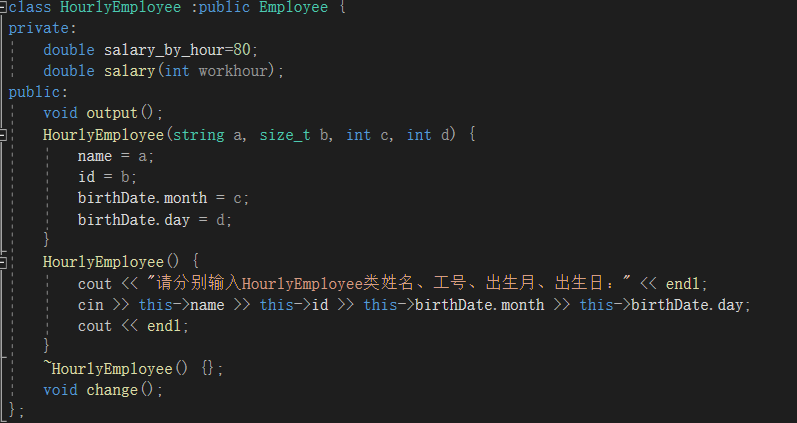 class HourlyEmployee :public Employee {
private:
    double salary_by_hour=80;
    double salary(int workhour);
public:
    void output();
    HourlyEmployee(string a, size_t b, int c, int d) {
        name = a;
        id = b;
        birthDate.month = c;
        birthDate.day = d;
    }
    HourlyEmployee() {
        cout << "请分别输入HourlyEmployee类姓名、工号、出生月、出生日：" << endl;
        cin >> this->name >> this->id >> this->birthDate.month >> this->birthDate.day;
        cout << endl;
    }
    ~HourlyEmployee() {};
    void change();
};